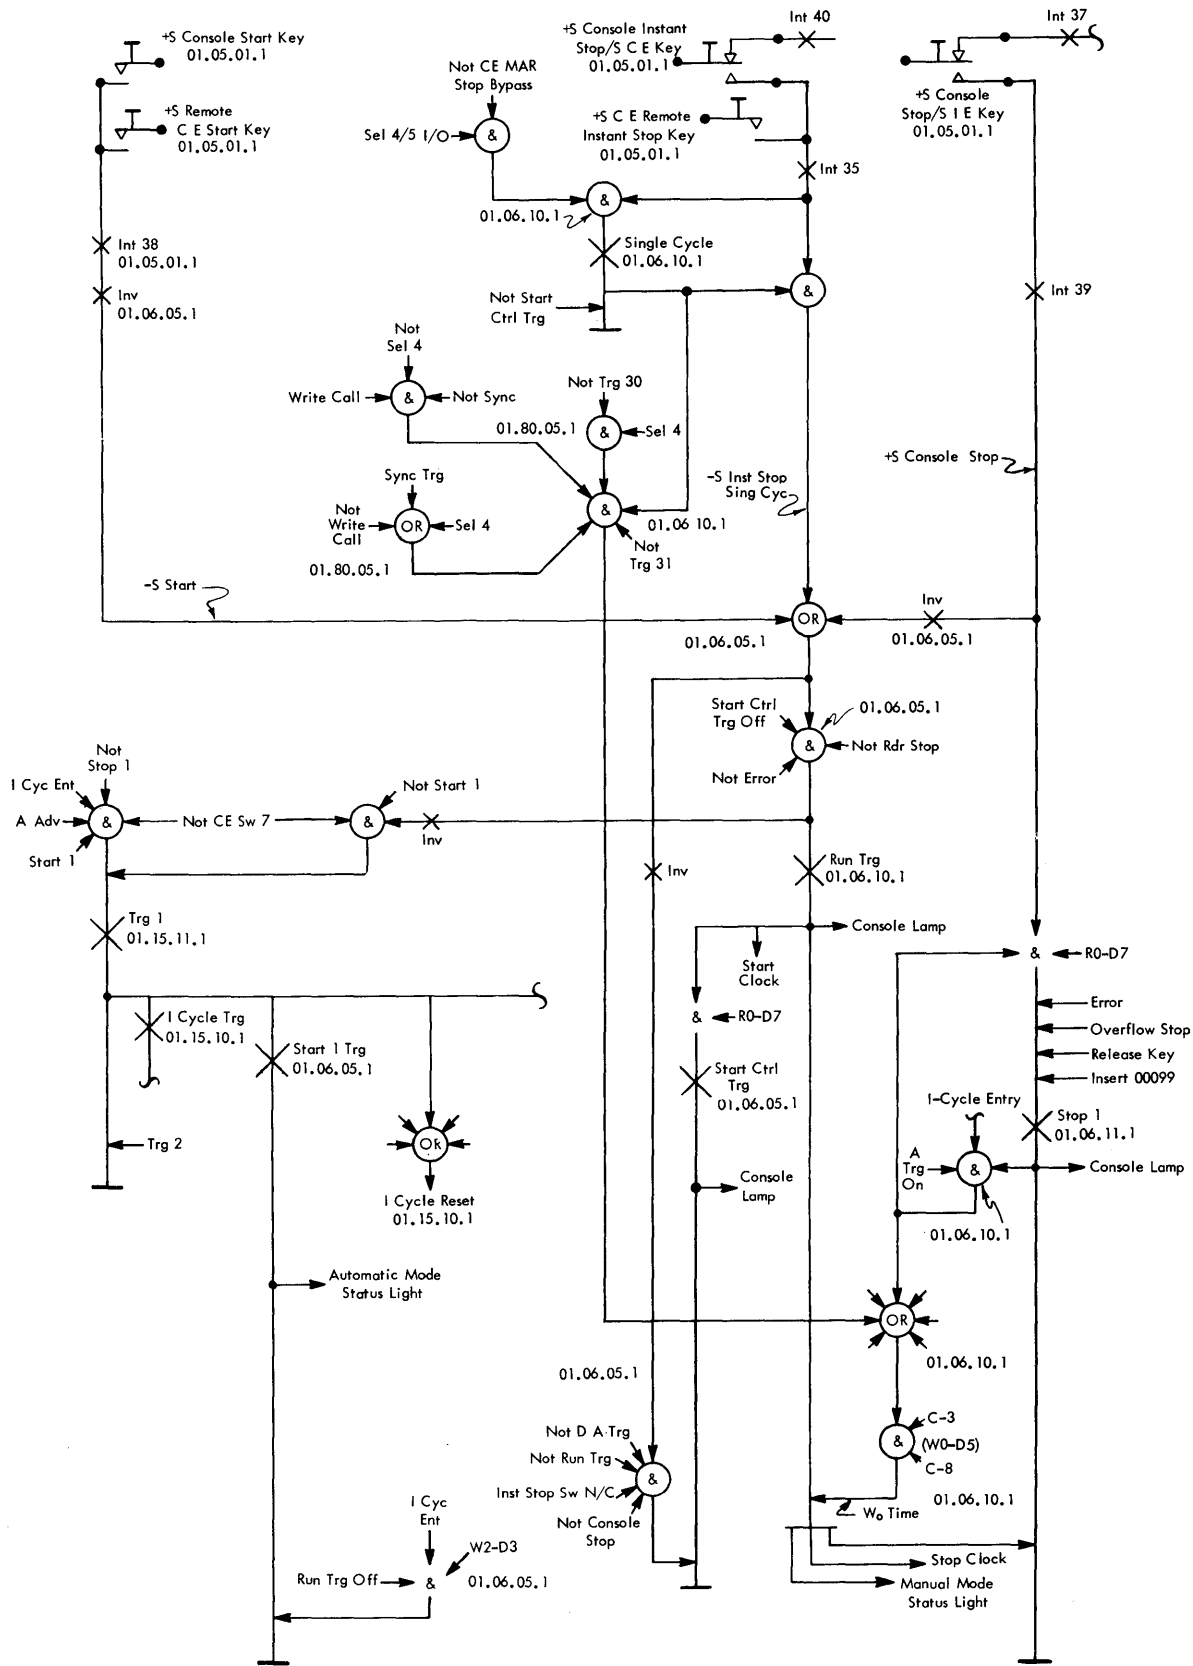 +S Console Start Key
01.05.01.1
+S Remote
C E Start Key
01.05.01.1
Int 38
01.05.01.1
Inv
01.06.05.1
Not CE MAR
Stop Bypass
Sel 4/5 I/O
&
+S Console Instant
Stop/S C E Key
01.05.01.1
Int 40
+S C E Remote
Instant Stop Key
01.05.01.1
Int 35
Int 37
+S Console
Stop/S I E Key
01.05.01.1
&
01.06.10.1
Single Cycle
01.06.10.1
Not Start
Ctrl Trg
&
Int 39
Not
Sel 4
Write Call
&
Not Sync
Not Trg 30
01.80.05.1
&
Sel 4
Sync Trg
Not
Write
Call
OR
Sel 4
01.80.05.1
&
01.06 10.1
Not
Trg 31
-S Inst Stop
Sing Cyc
+S Console Stop
-S Start
OR
01.06.05.1
Inv
01.06.05.1
Start Ctrl
Trg Off
01.06.05.1
&
Not Rdr Stop
Not Error
Not
Stop 1
I Cyc Ent
A Adv
&
Start 1
Not CE Sw 7
Not Start 1
&
Inv
Inv
Run Trg
01.06.10.1
Trg 1
01.15.11.1
Console Lamp
Start
Clock
&
R0-D7
&
R0-D7
Error
Overflow Stop
Release Key
Insert 00099
I Cycle Trg
01.15.10.1
Start 1 Trg
01.06.05.1
Start Ctrl
Trg
01.06.05.1
I-Cycle Entry
Stop 1
01.06.11.1
A
Trg
On
&
Console Lamp
01.06.10.1
Trg 2
OR
I Cycle Reset
01.15.10.1
Console
Lamp
Automatic Mode
Status Light
OR
01.06.10.1
01.06.05.1
C-3
&
(W0-D5)
C-8
01.06.10.1
W0 Time
Not D A Trg
Not Run Trg
Inst Stop Sw N/C
&
Not Console
Stop
I Cyc
Ent
W2-D3
Run Trg Off
&
01.06.05.1
Stop Clock
Manual Mode
Status Light